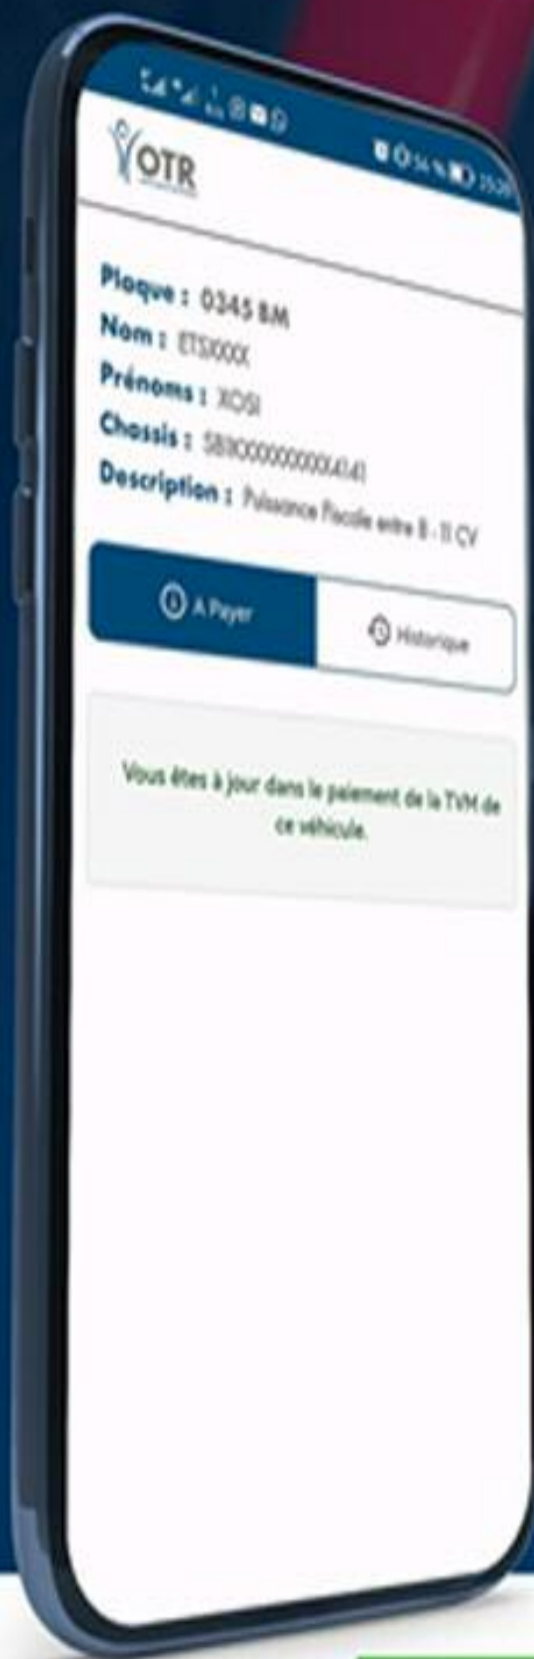 OTR
Plaque : 0345 BM
Nom : ETSXXXX
Prénoms : XOSI
Chassis :
Description : Puissance Fiscale entre 8 - 11 CV
A Payer
Historique
Vous êtes à jour dans le paiement de la TVM de
ce véhicule.